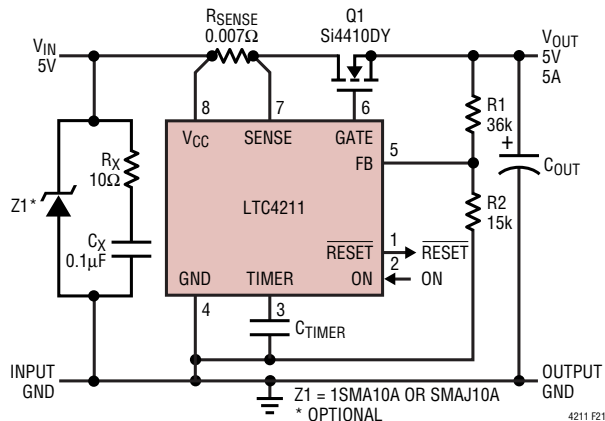 RSENSE
0.007Ω
Q1
Si4410DY
VIN
5V
VOUT
5V
5A
8
7
6
VCC
SENSE
GATE
FB
5
R1
36k
+
COUT
RX
10Ω
Z1*
LTC4211
R2
15k
CX
0.1µF
RESET
1
RESET
ON
2
ON
GND
TIMER
4
3
CTIMER
INPUT
GND
OUTPUT
GND
Z1 = 1SMA10A OR SMAJ10A
* OPTIONAL
4211 F21